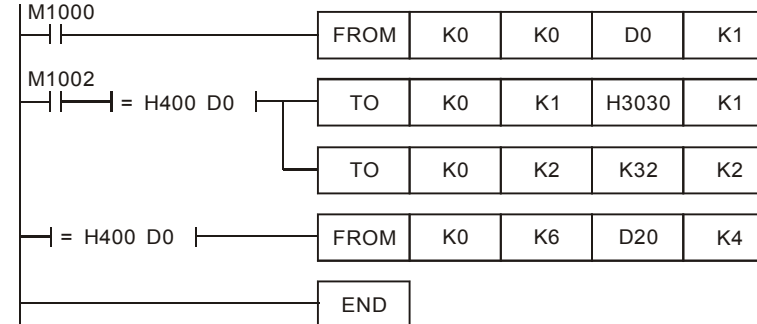 M1000
FROM K0 K0 D0 K1
M1002
= H400 D0 TO K0 K1 H3030 K1
TO K0 K2 K32 K2
= H400 D0 FROM K0 K6 D20 K4
END